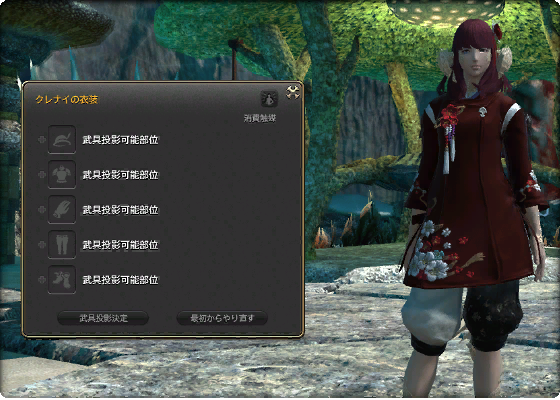 クレナイの衣装
消費触媒
武具投影可能部位
武具投影可能部位
武具投影可能部位
武具投影可能部位
武具投影可能部位
武具投影決定
最初からやり直す